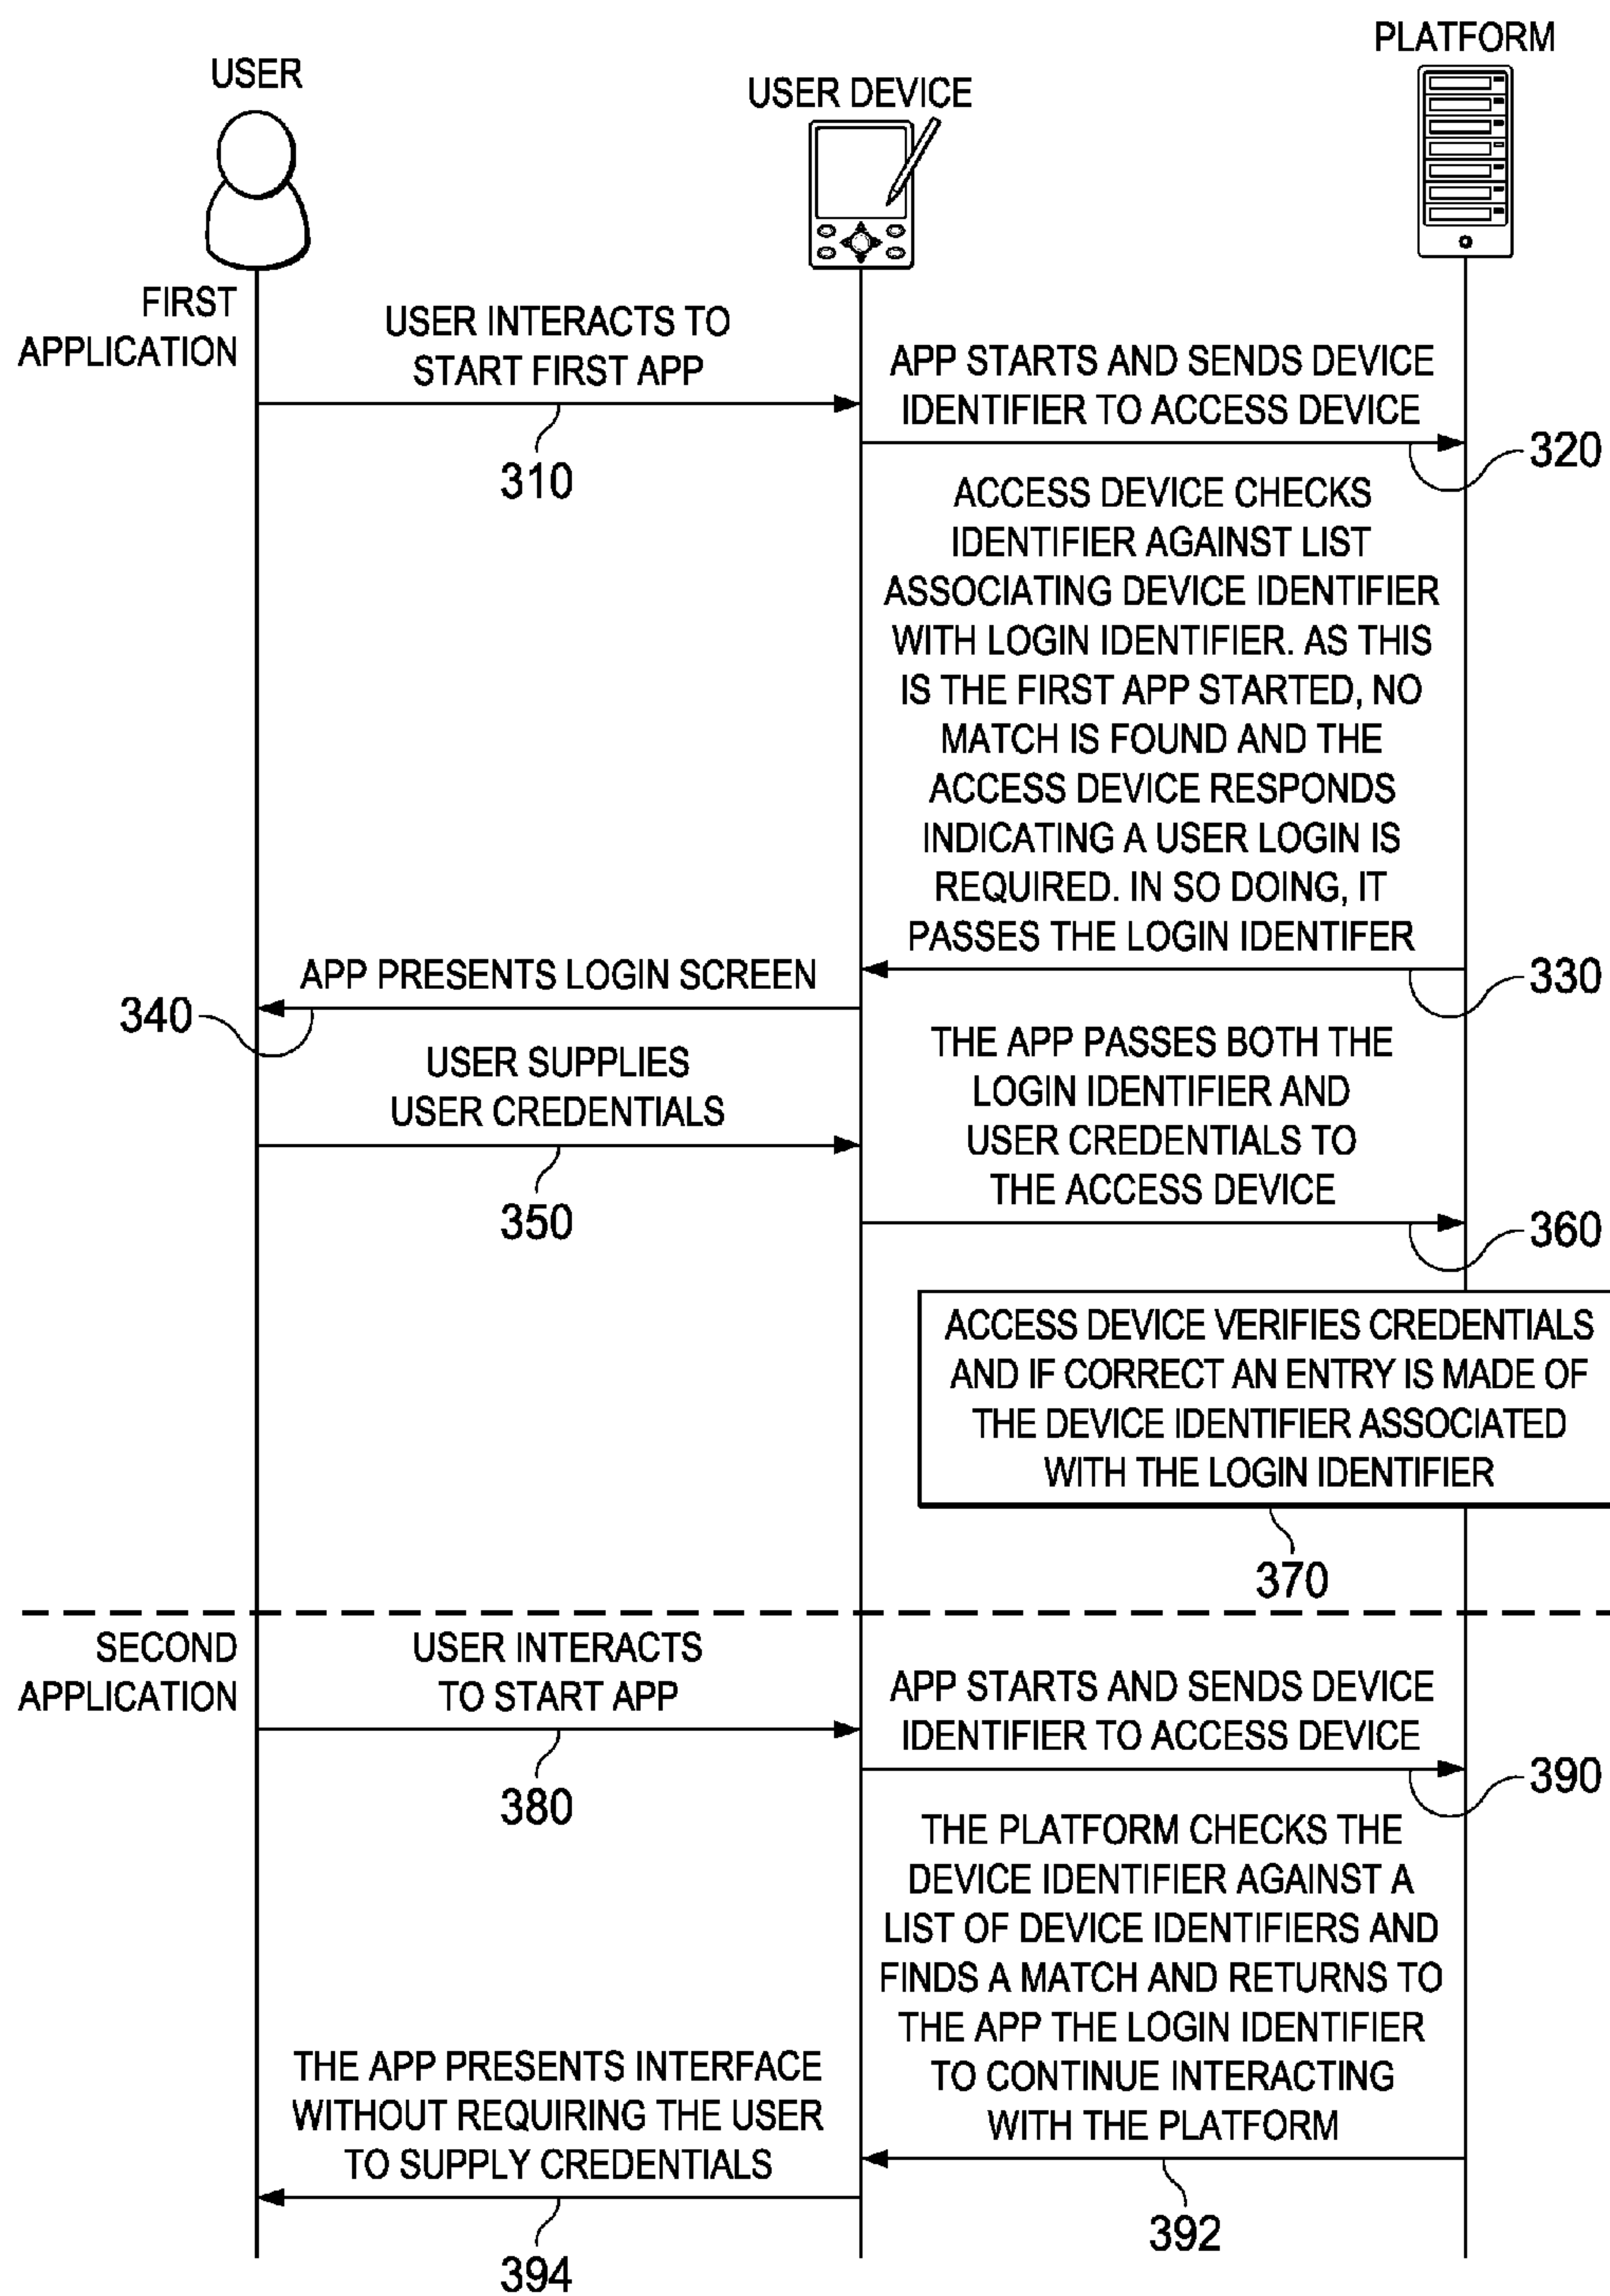 USER
USER DEVICE
PLATFORM
FIRST
APPLICATION
USER INTERACTS TO
START FIRST APP
310
APP STARTS AND SENDS DEVICE
IDENTIFIER TO ACCESS DEVICE
320
ACCESS DEVICE CHECKS
IDENTIFIER AGAINST LIST
ASSOCIATING DEVICE IDENTIFIER
WITH LOGIN IDENTIFIER. AS THIS
IS THE FIRST APP STARTED, NO
MATCH IS FOUND AND THE
ACCESS DEVICE RESPONDS
INDICATING A USER LOGIN IS
REQUIRED. IN SO DOING, IT
PASSES THE LOGIN IDENTIFER
330
APP PRESENTS LOGIN SCREEN
340
USER SUPPLIES
USER CREDENTIALS
350
THE APP PASSES BOTH THE
LOGIN IDENTIFIER AND
USER CREDENTIALS TO
THE ACCESS DEVICE
360
ACCESS DEVICE VERIFIES CREDENTIALS
AND IF CORRECT AN ENTRY IS MADE OF
THE DEVICE IDENTIFIER ASSOCIATED
WITH THE LOGIN IDENTIFIER
370
SECOND
APPLICATION
USER INTERACTS
TO START APP
380
APP STARTS AND SENDS DEVICE
IDENTIFIER TO ACCESS DEVICE
390
THE PLATFORM CHECKS THE
DEVICE IDENTIFIER AGAINST A
LIST OF DEVICE IDENTIFIERS AND
FINDS A MATCH AND RETURNS TO
THE APP THE LOGIN IDENTIFIER
TO CONTINUE INTERACTING
WITH THE PLATFORM
392
THE APP PRESENTS INTERFACE
WITHOUT REQUIRING THE USER
TO SUPPLY CREDENTIALS
394